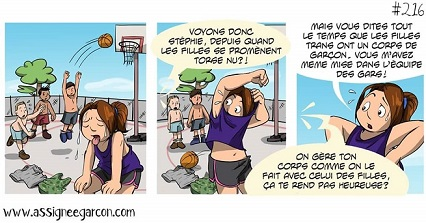 #216
VOYONS DONC
STÉPHIE, DEPUIS QUAND
LES FILLES SE PROMÈNENT
TORSE NU?!
MAIS VOUS DITES TOUT
LE TEMPS QUE LES FILLES
TRANS ONT UN CORPS DE
GARÇON, VOUS M'AVEZ
MÊME MISE DANS L'ÉQUIPE
DES GARS!
ON GÈRE TON
CORPS COMME ON LE
FAIT AVEC CELUI DES FILLES,
ÇA TE REND PAS HEUREUSE?
www.assigneegarcon.com